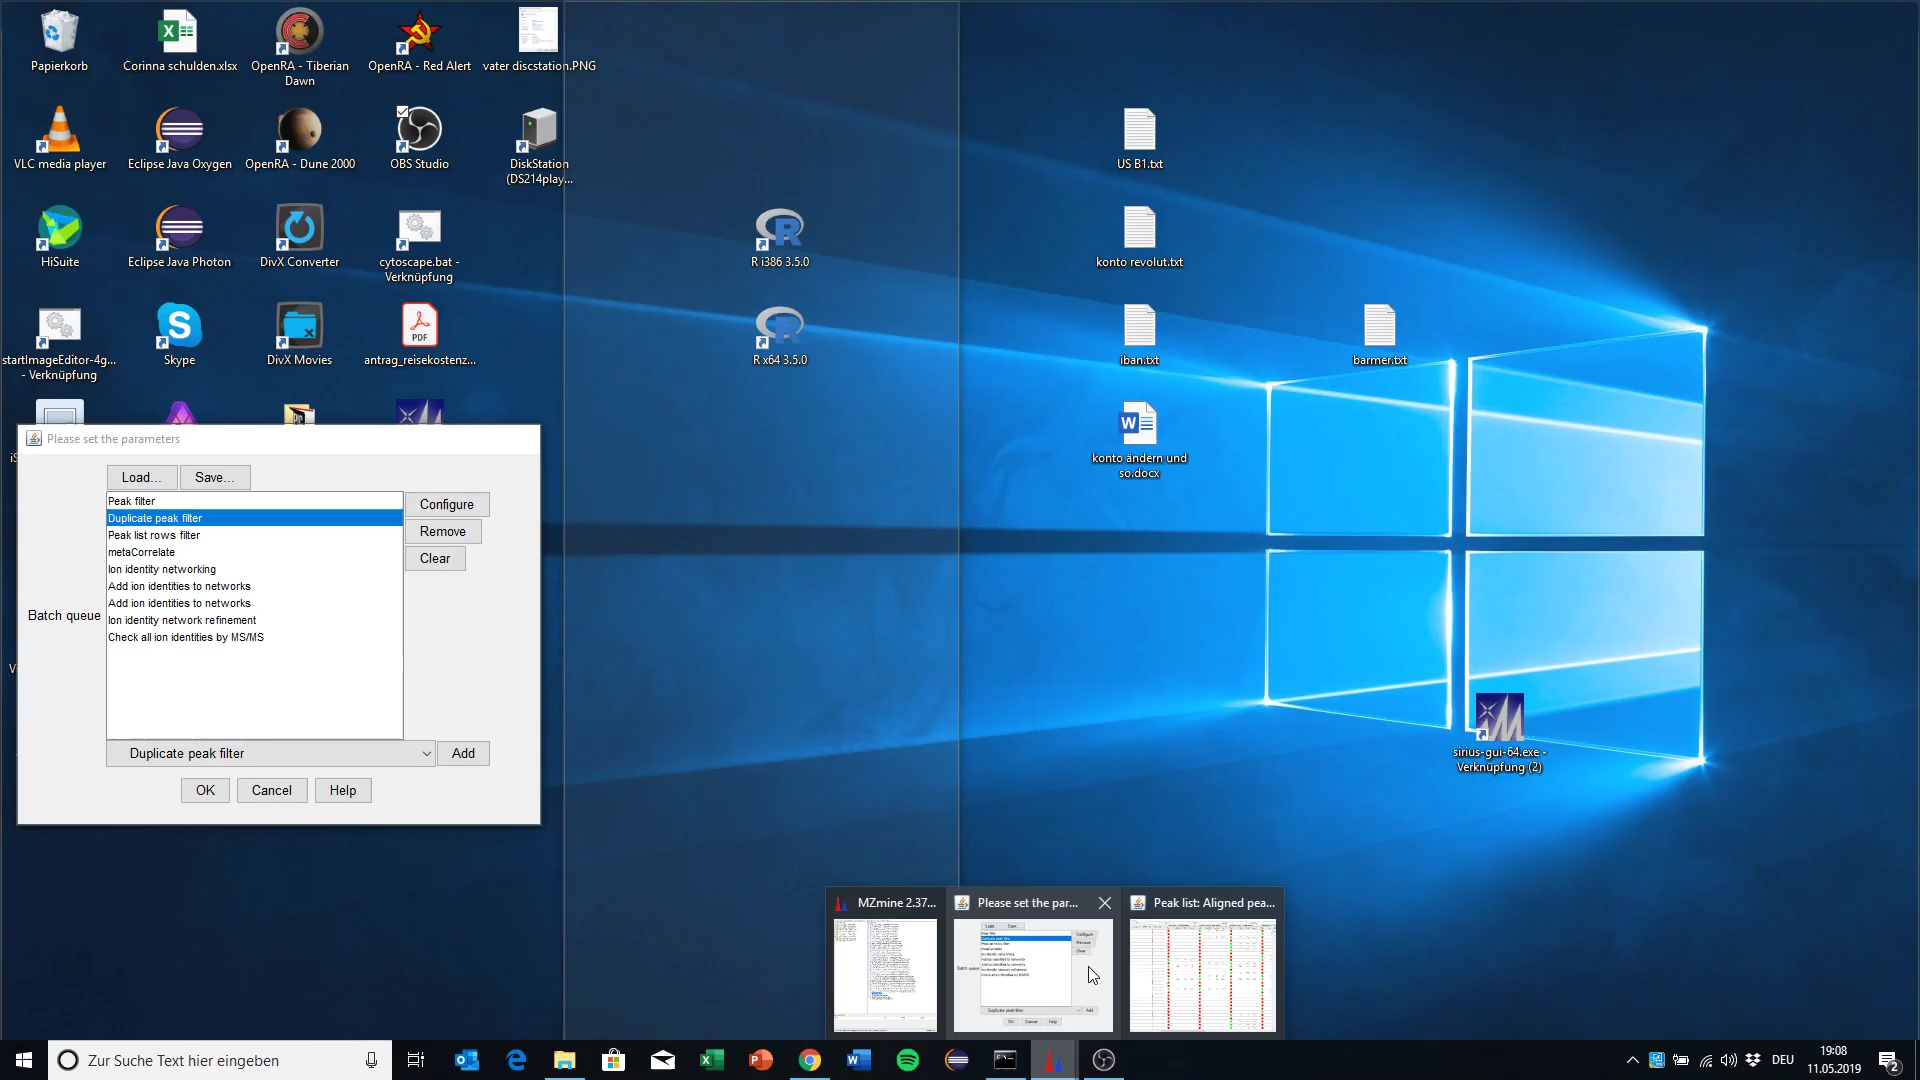 Papierkorb
Corinna schulden.xlsx
OpenRA - Tiberian
Dawn
OpenRA - Red Alert
vater discstation.PNG
VLC media player
Eclipse Java Oxygen
OpenRA - Dune 2000
OBS Studio
DiskStation
(DS214play...
US B1.txt
HiSuite
Eclipse Java Photon
DivX Converter
cytoscape.bat -
Verknüpfung
R i386 3.5.0
konto revolut.txt
startImageEditor-4g...
- Verknüpfung
Skype
DivX Movies
PDF
antrag_reisekostenz...
R x64 3.5.0
iban.txt
barmer.txt
konto ändern und
so.docx
sirius-gui-64.exe -
Verknüpfung (2)
Please set the parameters
Load...
Save...
Peak filter
Duplicate peak filter
Peak list rows filter
metaCorrelate
Ion identity networking
Add ion identities to networks
Add ion identities to networks
Ion identity network refinement
Check all ion identities by MS/MS
Configure
Remove
Clear
Batch queue
Duplicate peak filter
Add
OK
Cancel
Help
MZmine 2.37...
Please set the par...
Peak list: Aligned pea...
Zur Suche Text hier eingeben
DEU
19:08
11.05.2019
2